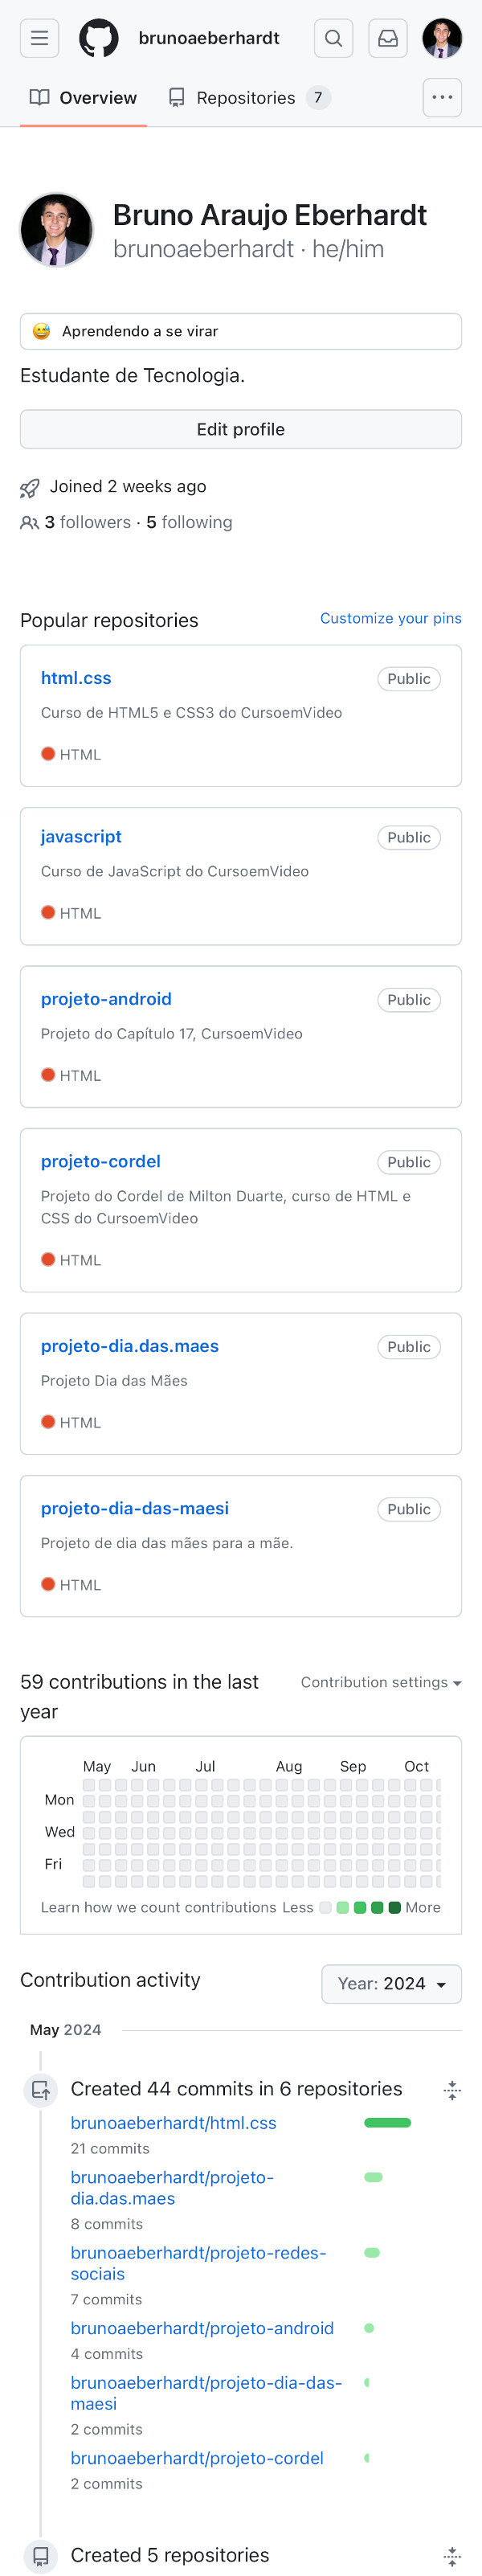 brunoaeberhardt
Overview
Repositories 7
Bruno Araujo Eberhardt
brunoaeberhardt · he/him
😅 Aprendendo a se virar
Estudante de Tecnologia.
Edit profile
Joined 2 weeks ago
3 followers · 5 following
Popular repositories
Customize your pins
html.css
Public
Curso de HTML5 e CSS3 do CursoemVideo
HTML
javascript
Public
Curso de JavaScript do CursoemVideo
HTML
projeto-android
Public
Projeto do Capítulo 17, CursoemVideo
HTML
projeto-cordel
Public
Projeto do Cordel de Milton Duarte, curso de HTML e
CSS do CursoemVideo
HTML
projeto-dia.das.maes
Public
Projeto Dia das Mães
HTML
projeto-dia-das-maesi
Public
Projeto de dia das mães para a mãe.
HTML
59 contributions in the last
year
Contribution settings
May Jun Jul Aug Sep Oct
Mon
Wed
Fri
Learn how we count contributions Less More
Contribution activity
Year: 2024
May 2024
Created 44 commits in 6 repositories
brunoaeberhardt/html.css
21 commits
brunoaeberhardt/projeto-
dia.das.maes
8 commits
brunoaeberhardt/projeto-redes-
sociais
7 commits
brunoaeberhardt/projeto-android
4 commits
brunoaeberhardt/projeto-dia-das-
maesi
2 commits
brunoaeberhardt/projeto-cordel
2 commits
Created 5 repositories